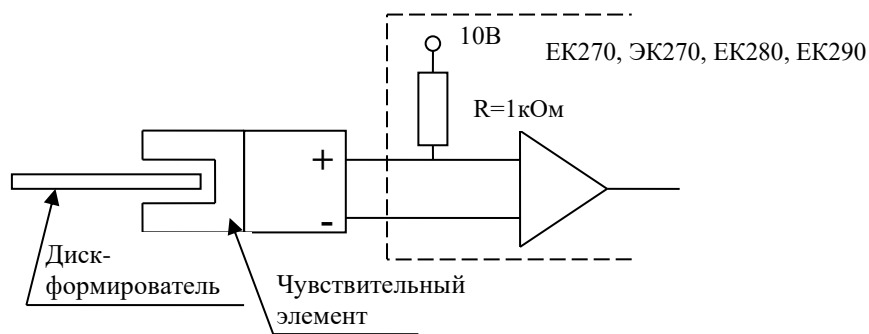 10В
ЕК270, ЭК270, ЕК280, ЕК290
R=1кОм
+
-
Диск-
формирователь
Чувствительный
элемент